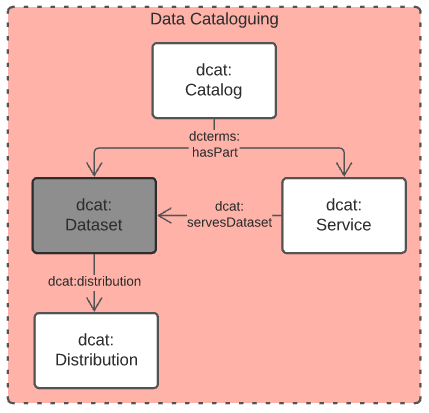 Data Cataloguing
dcat:
Catalog
dcterms:
hasPart
dcat:
Dataset
dcat:
servesDataset
dcat:
Service
dcat:distribution
dcat:
Distribution